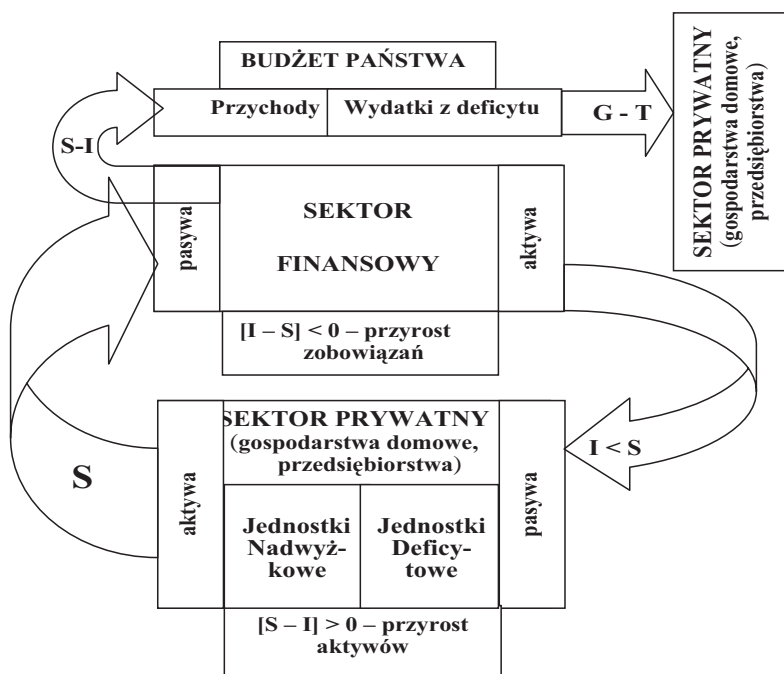 BUDŻET PAŃSTWA
Przychody
Wydatki z deficytu
G - T
SEKTOR PRYWATNY
(gospodarstwa domowe,
przedsiębiorstwa)
S-I
pasywa
SEKTOR
FINANSOWY
aktywa
[I – S] < 0 – przyrost
zobowiązań
S
aktywa
SEKTOR PRYWATNY
(gospodarstwa domowe,
przedsiębiorstwa)
Jednostki
Nadwyż-
kowe
Jednostki
Deficy-
towe
pasywa
I < S
[S – I] > 0 – przyrost
aktywów